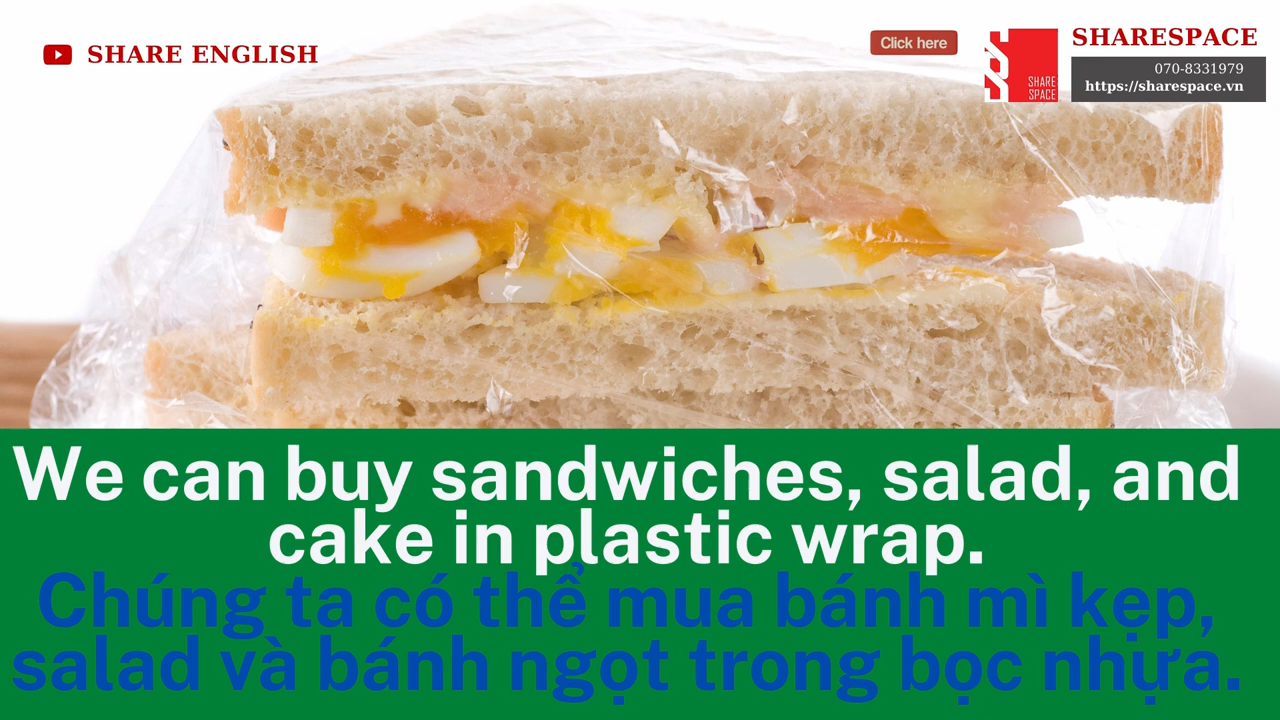 SHARE ENGLISH
Click here
SHARE
SPACE
SHARESPACE
070-8331979
https://sharespace.vn
We can buy sandwiches, salad, and
cake in plastic wrap.
Chúng ta có thể mua bánh mì kẹp,
salad và bánh ngọt trong bọc nhựa.